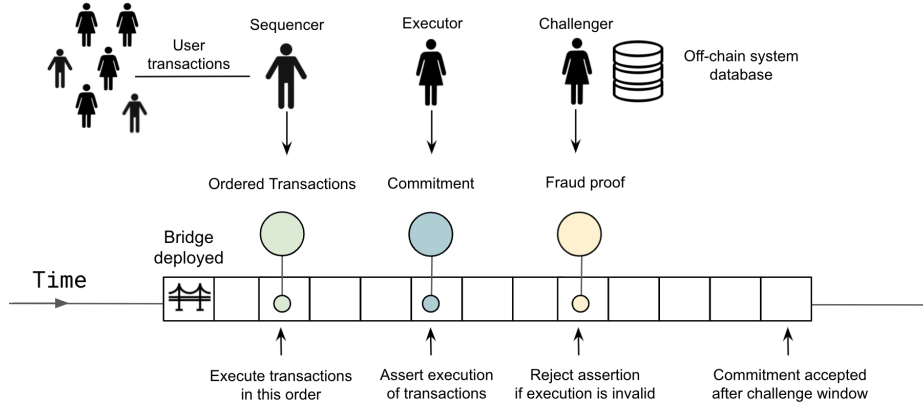 Sequencer
Executor
Challenger
User
transactions
Off-chain system
database
Ordered Transactions
Commitment
Fraud proof
Bridge
deployed
Time
Execute transactions
in this order
Assert execution
of transactions
Reject assertion
if execution is invalid
Commitment accepted
after challenge window